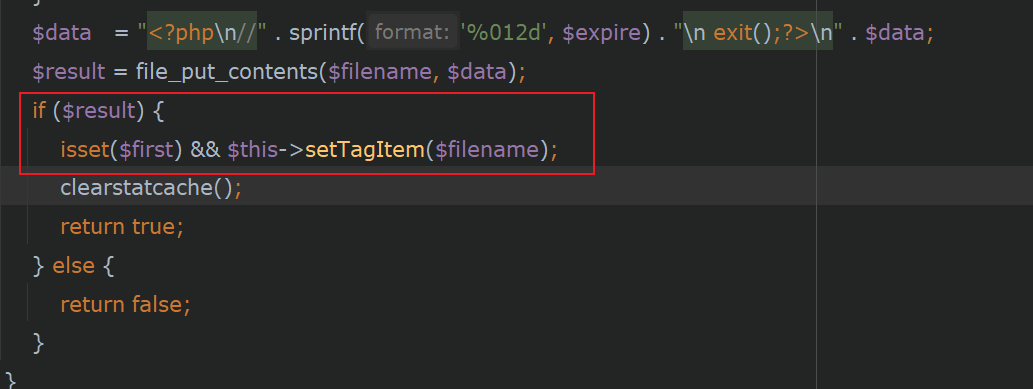 }
$data  = "<?php\n//" . sprintf( format: '%012d', $expire) . "\n exit();?>\n" . $data;
$result = file_put_contents($filename, $data);
if ($result) {
isset($first) && $this->setTagItem($filename);
clearstatcache();
return true;
} else {
return false;
}
}